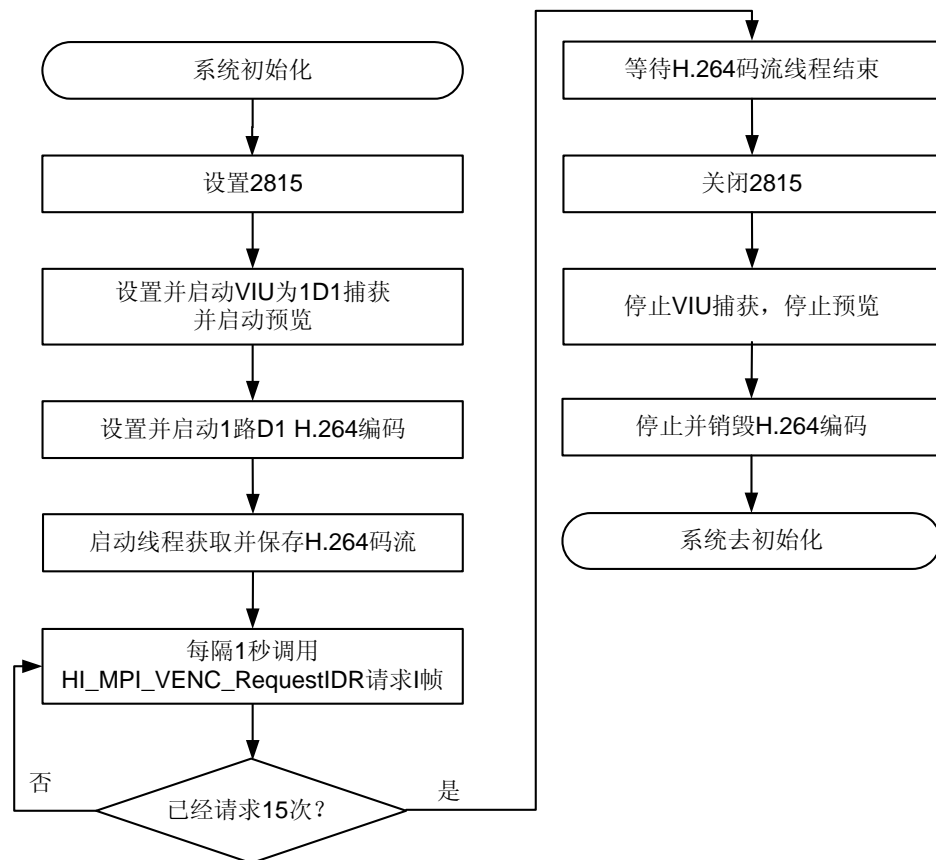 系统初始化
设置2815
设置并启动VIU为1D1捕获
并启动预览
设置并启动1路D1 H.264编码
启动线程获取并保存H.264码流
每隔1秒调用
HI_MPI_VENC_RequestIDR请求I帧
已经请求15次？
否
是
等待H.264码流线程结束
关闭2815
停止VIU捕获，停止预览
停止并销毁H.264编码
系统去初始化